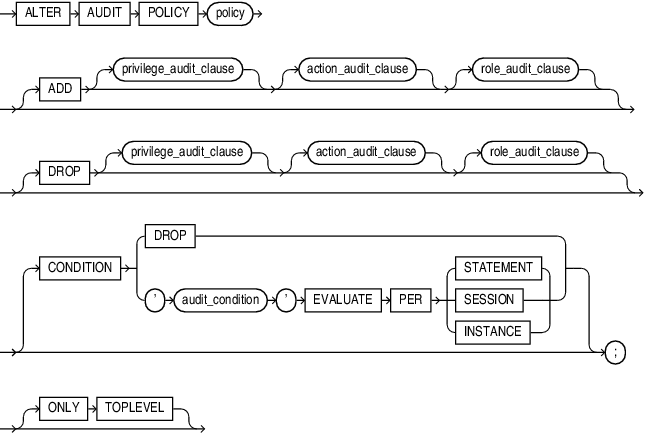 ALTER AUDIT POLICY policy
privilege_audit_clause action_audit_clause role_audit_clause
ADD
privilege_audit_clause action_audit_clause role_audit_clause
DROP
DROP
CONDITION
STATEMENT
' audit_condition ' EVALUATE PER SESSION
INSTANCE
;
ONLY TOPLEVEL